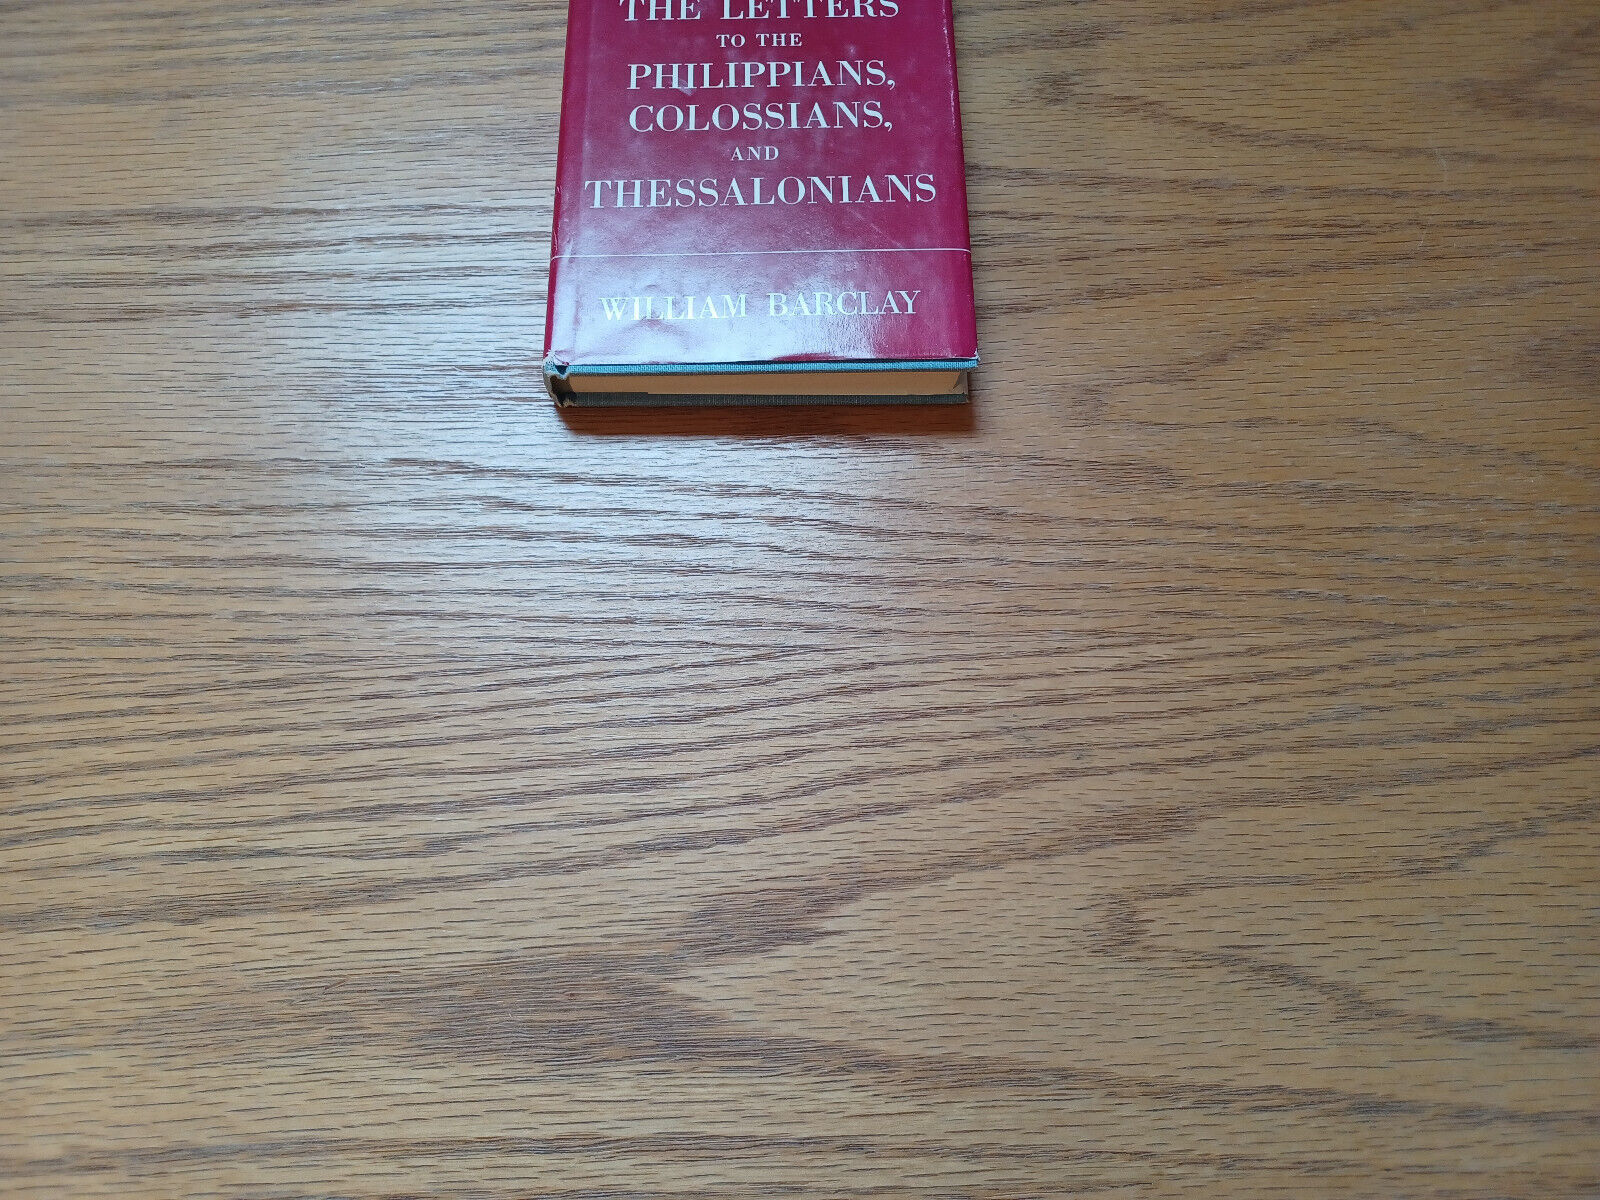 THE LETTERS
TO THE
PHILIPPIANS,
COLOSSIANS,
AND
THESSALONIANS
WILLIAM BARCLAY